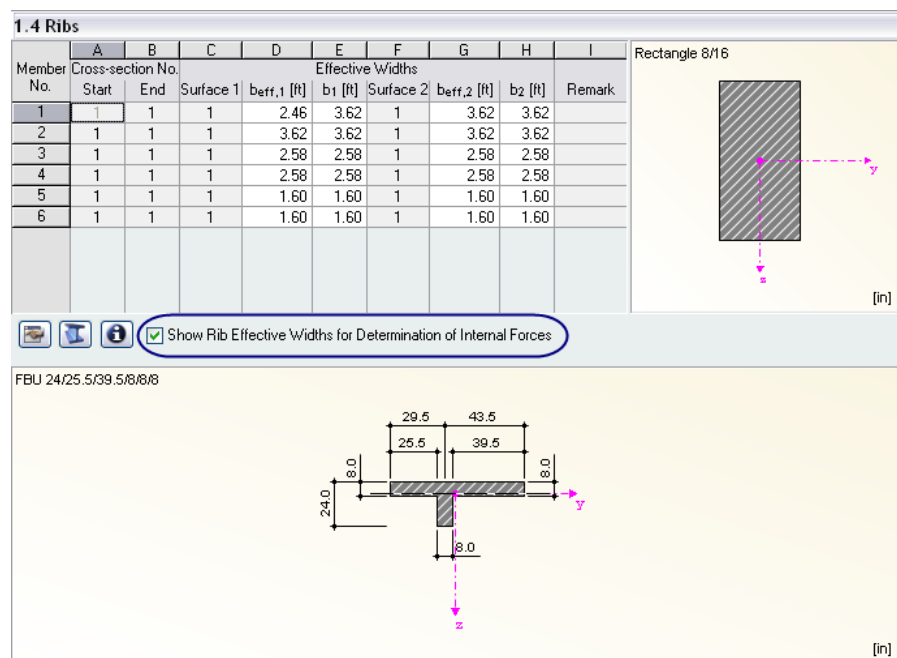 1.4 Ribs
A B C D E F G H I
Member No. Cross-section No. Effective Widths
Start End Surface 1 beff,1 [ft] b1 [ft] Surface 2 beff,2 [ft] b2 [ft] Remark
1 1 1 1 2.46 3.62 1 3.62 3.62
2 1 1 1 3.62 3.62 1 3.62 3.62
3 1 1 1 2.58 2.58 1 2.58 2.58
4 1 1 1 2.58 2.58 1 2.58 2.58
5 1 1 1 1.60 1.60 1 1.60 1.60
6 1 1 1 1.60 1.60 1 1.60 1.60
Rectangle 8/16
y
z
[in]
Show Rib Effective Widths for Determination of Internal Forces
FBU 24/25.5/39.5/8/8/8
29.5 43.5
25.5 39.5
8.0 8.0
24.0
y
8.0
z
[in]